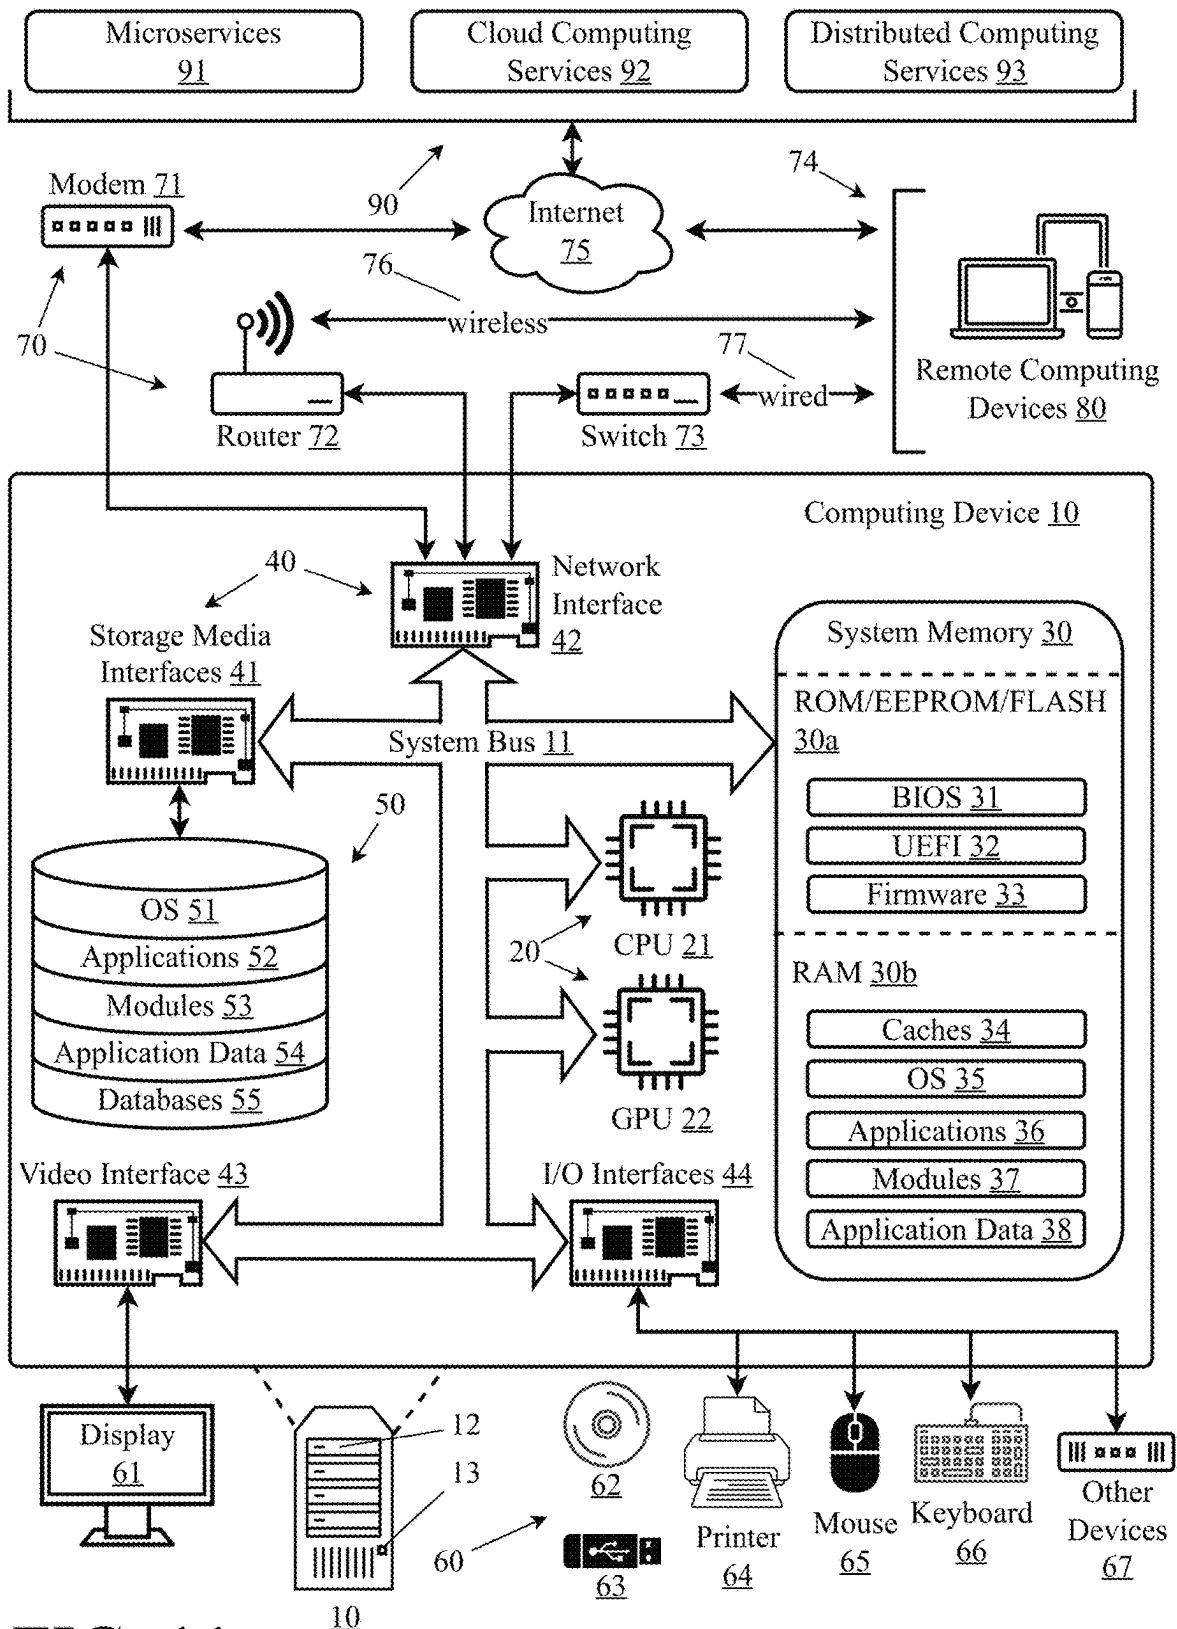 Microservices
91
Cloud Computing
Services 92
Distributed Computing
Services 93
Modem 71
90
Internet
75
74
76
wireless
70
77
wired
Remote Computing
Devices 80
Router 72
Switch 73
Computing Device 10
40
Network
Interface
42
Storage Media
Interfaces 41
System Memory 30
ROM/EEPROM/FLASH
30a
System Bus 11
BIOS 31
UEFI 32
Firmware 33
50
OS 51
Applications 52
Modules 53
Application Data 54
Databases 55
20
CPU 21
GPU 22
RAM 30b
Caches 34
OS 35
Applications 36
Modules 37
Application Data 38
Video Interface 43
I/O Interfaces 44
Display
61
12
13
10
60
62
63
Printer
64
Mouse
65
Keyboard
66
Other
Devices
67